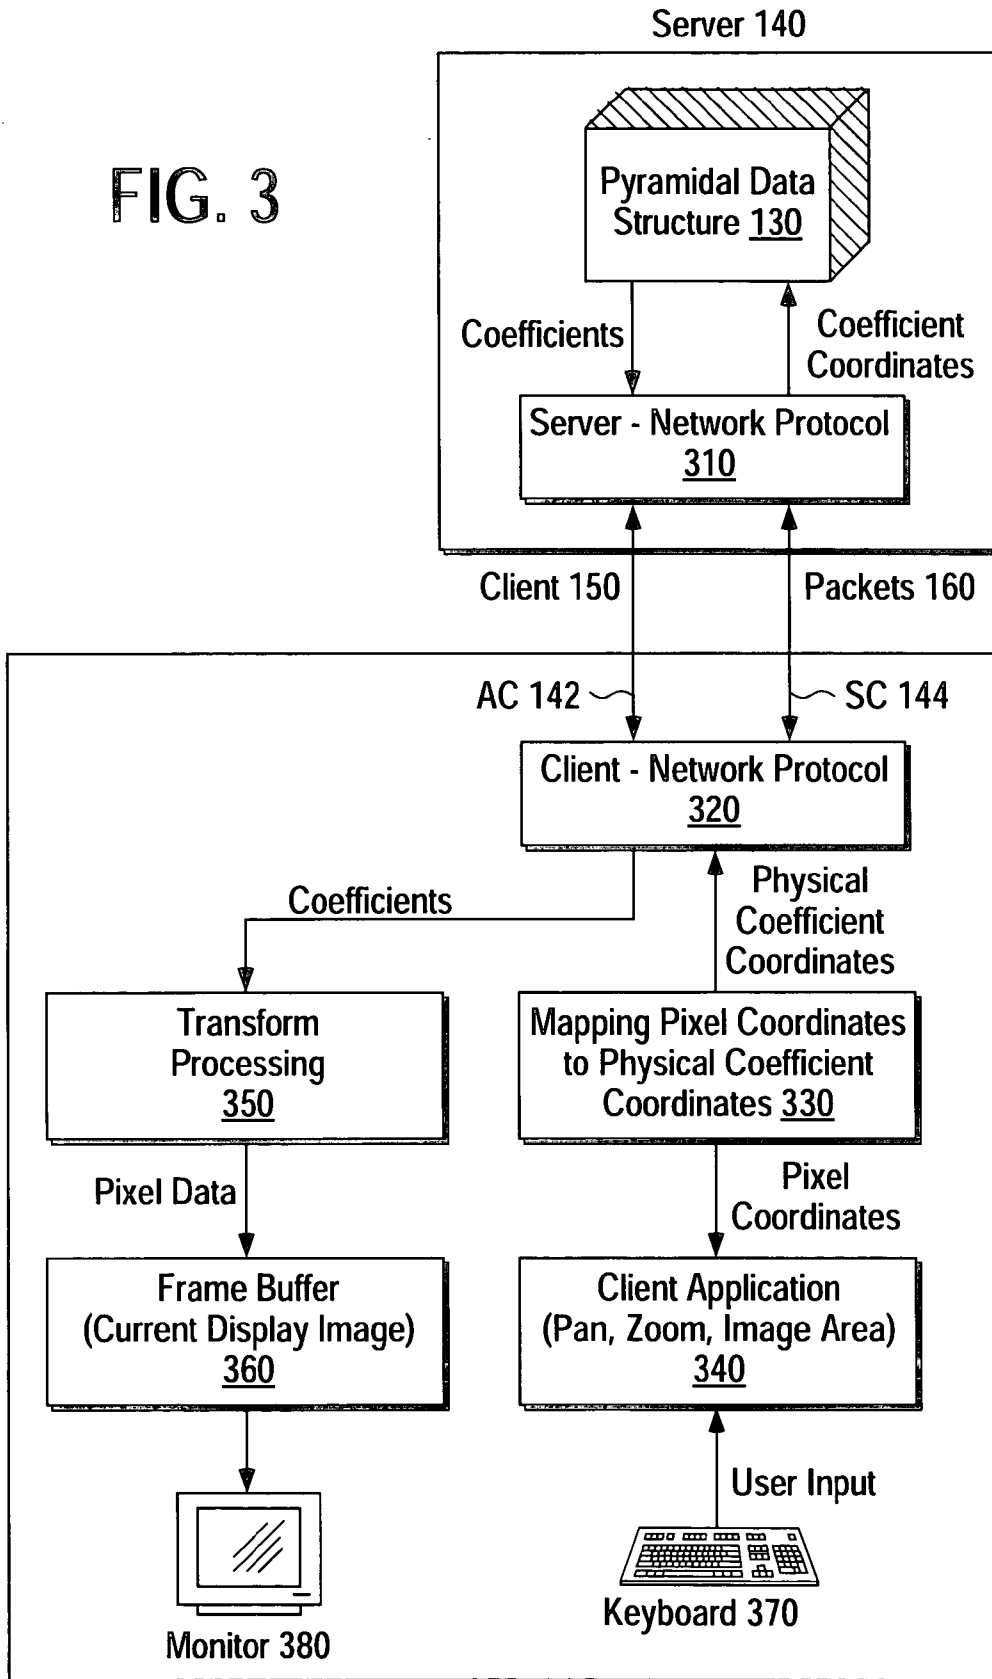 Server 140
FIG. 3
Pyramidal Data
Structure 130
Coefficients
Coefficient
Coordinates
Server - Network Protocol
310
Client 150
Packets 160
AC 142
SC 144
Client - Network Protocol
320
Coefficients
Physical
Coefficient
Coordinates
Transform
Processing
350
Mapping Pixel Coordinates
to Physical Coefficient
Coordinates 330
Pixel Data
Pixel
Coordinates
Frame Buffer
(Current Display Image)
360
Client Application
(Pan, Zoom, Image Area)
340
User Input
Keyboard 370
Monitor 380